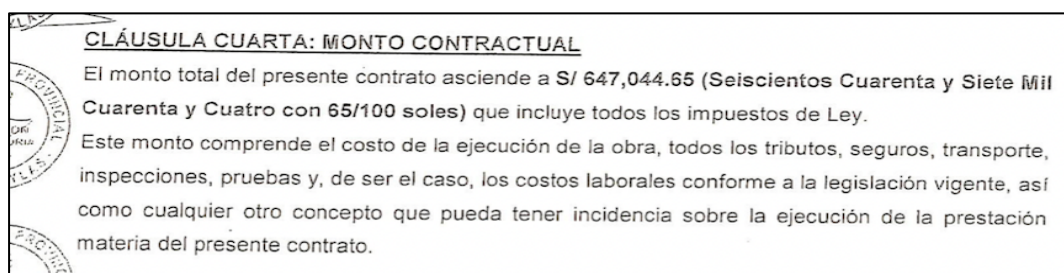 CLÁUSULA CUARTA: MONTO CONTRACTUAL
El monto total del presente contrato asciende a S/ 647,044.65 (Seiscientos Cuarenta y Siete Mil
Cuarenta y Cuatro con 65/100 soles) que incluye todos los impuestos de Ley.
Este monto comprende el costo de la ejecución de la obra, todos los tributos, seguros, transporte,
inspecciones, pruebas y, de ser el caso, los costos laborales conforme a la legislación vigente, así
como cualquier otro concepto que pueda tener incidencia sobre la ejecución de la prestación
materia del presente contrato.
PROVINCIAL